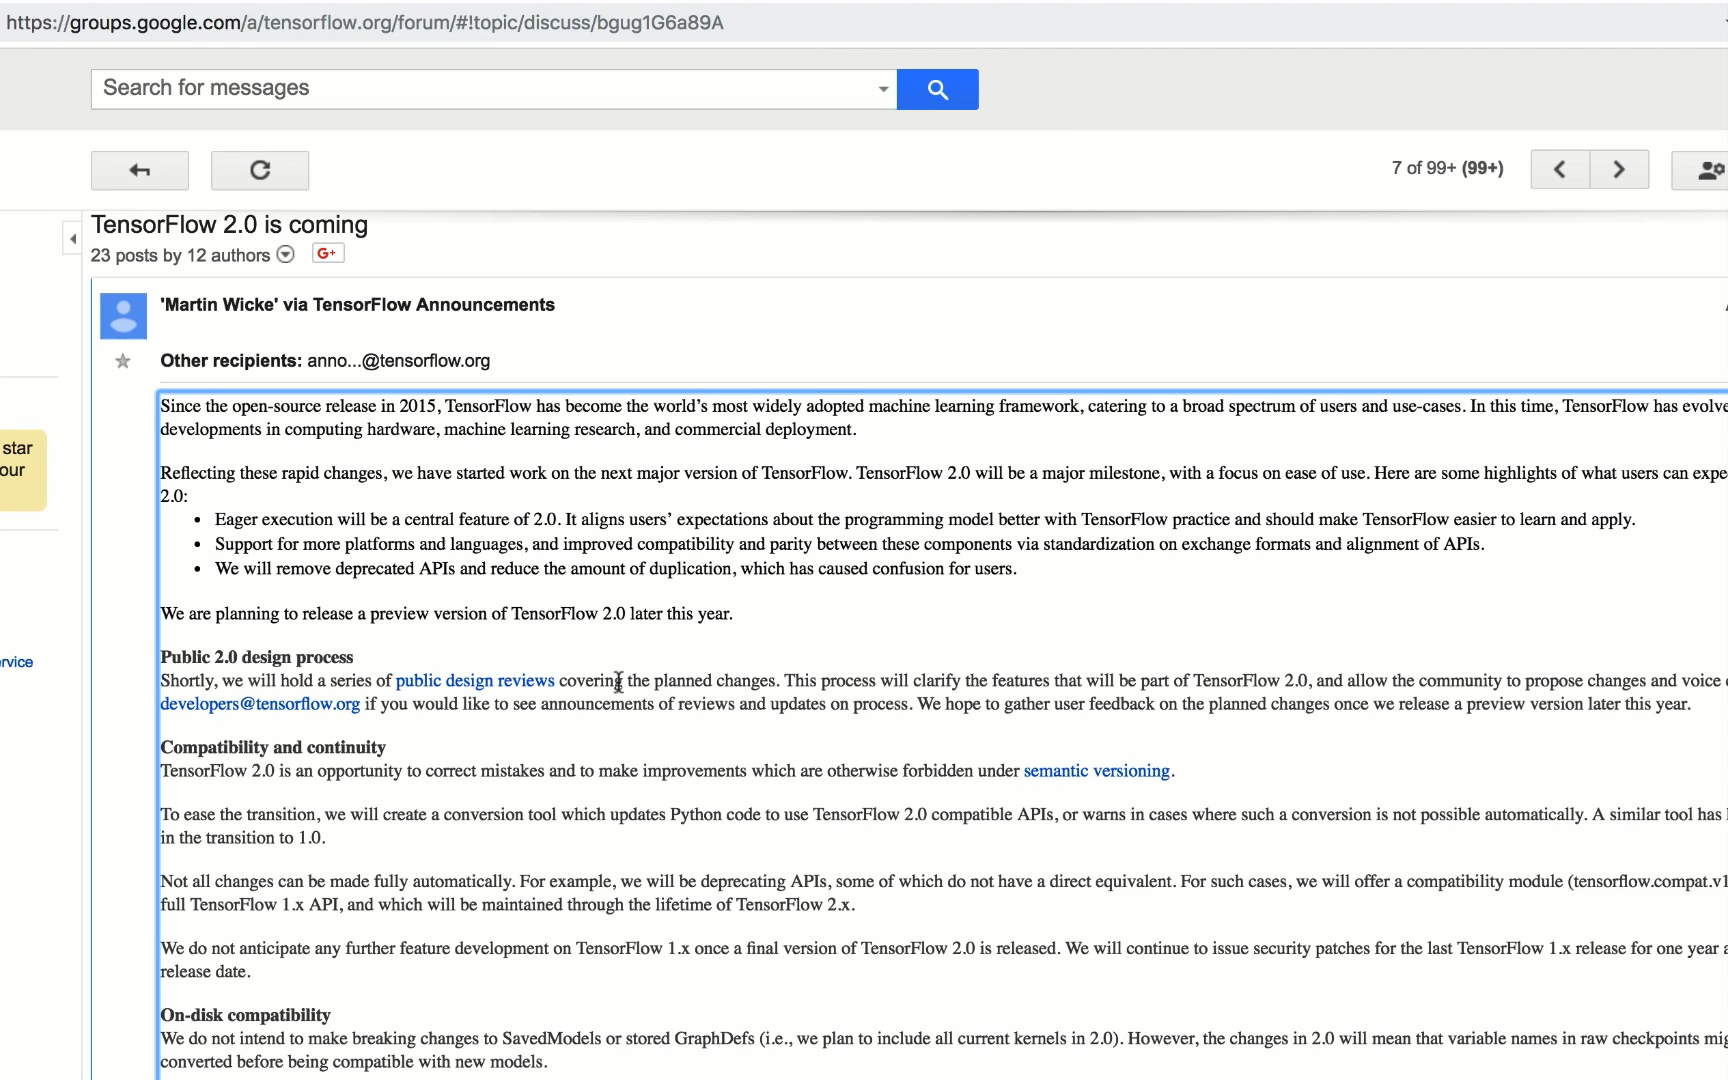 https://groups.google.com/a/tensorflow.org/forum/#!topic/discuss/bgug1G6a89A
Search for messages
7 of 99+ (99+)
TensorFlow 2.0 is coming
23 posts by 12 authors
G+
'Martin Wicke' via TensorFlow Announcements
Other recipients: anno...@tensorflow.org
star
our
Since the open-source release in 2015, TensorFlow has become the world's most widely adopted machine learning framework, catering to a broad spectrum of users and use-cases. In this time, TensorFlow has evolve
developments in computing hardware, machine learning research, and commercial deployment.
Reflecting these rapid changes, we have started work on the next major version of TensorFlow. TensorFlow 2.0 will be a major milestone, with a focus on ease of use. Here are some highlights of what users can expe
2.0:
• Eager execution will be a central feature of 2.0. It aligns users' expectations about the programming model better with TensorFlow practice and should make TensorFlow easier to learn and apply.
• Support for more platforms and languages, and improved compatibility and parity between these components via standardization on exchange formats and alignment of APIs.
• We will remove deprecated APIs and reduce the amount of duplication, which has caused confusion for users.
We are planning to release a preview version of TensorFlow 2.0 later this year.
ervice
Public 2.0 design process
Shortly, we will hold a series of public design reviews covering the planned changes. This process will clarify the features that will be part of TensorFlow 2.0, and allow the community to propose changes and voice
developers@tensorflow.org if you would like to see announcements of reviews and updates on process. We hope to gather user feedback on the planned changes once we release a preview version later this year.
Compatibility and continuity
TensorFlow 2.0 is an opportunity to correct mistakes and to make improvements which are otherwise forbidden under semantic versioning.
To ease the transition, we will create a conversion tool which updates Python code to use TensorFlow 2.0 compatible APIs, or warns in cases where such a conversion is not possible automatically. A similar tool has
in the transition to 1.0.
Not all changes can be made fully automatically. For example, we will be deprecating APIs, some of which do not have a direct equivalent. For such cases, we will offer a compatibility module (tensorflow.compat.v1
full TensorFlow 1.x API, and which will be maintained through the lifetime of TensorFlow 2.x.
We do not anticipate any further feature development on TensorFlow 1.x once a final version of TensorFlow 2.0 is released. We will continue to issue security patches for the last TensorFlow 1.x release for one year a
release date.
On-disk compatibility
We do not intend to make breaking changes to SavedModels or stored GraphDefs (i.e., we plan to include all current kernels in 2.0). However, the changes in 2.0 will mean that variable names in raw checkpoints mig
converted before being compatible with new models.